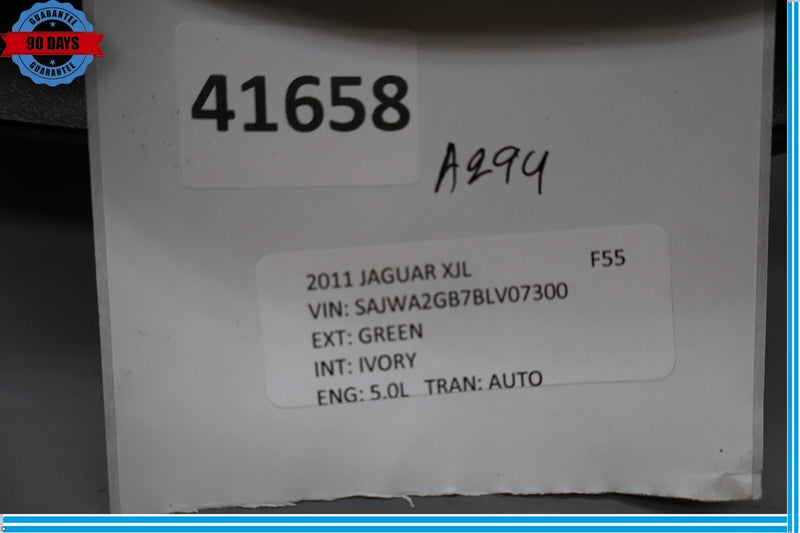 GUARANTEE
90 DAYS
GUARANTEE
41658
A294
2011 JAGUAR XJL F55
VIN: SAJWA2GB7BLV07300
EXT: GREEN
INT: IVORY
ENG: 5.0L TRAN: AUTO